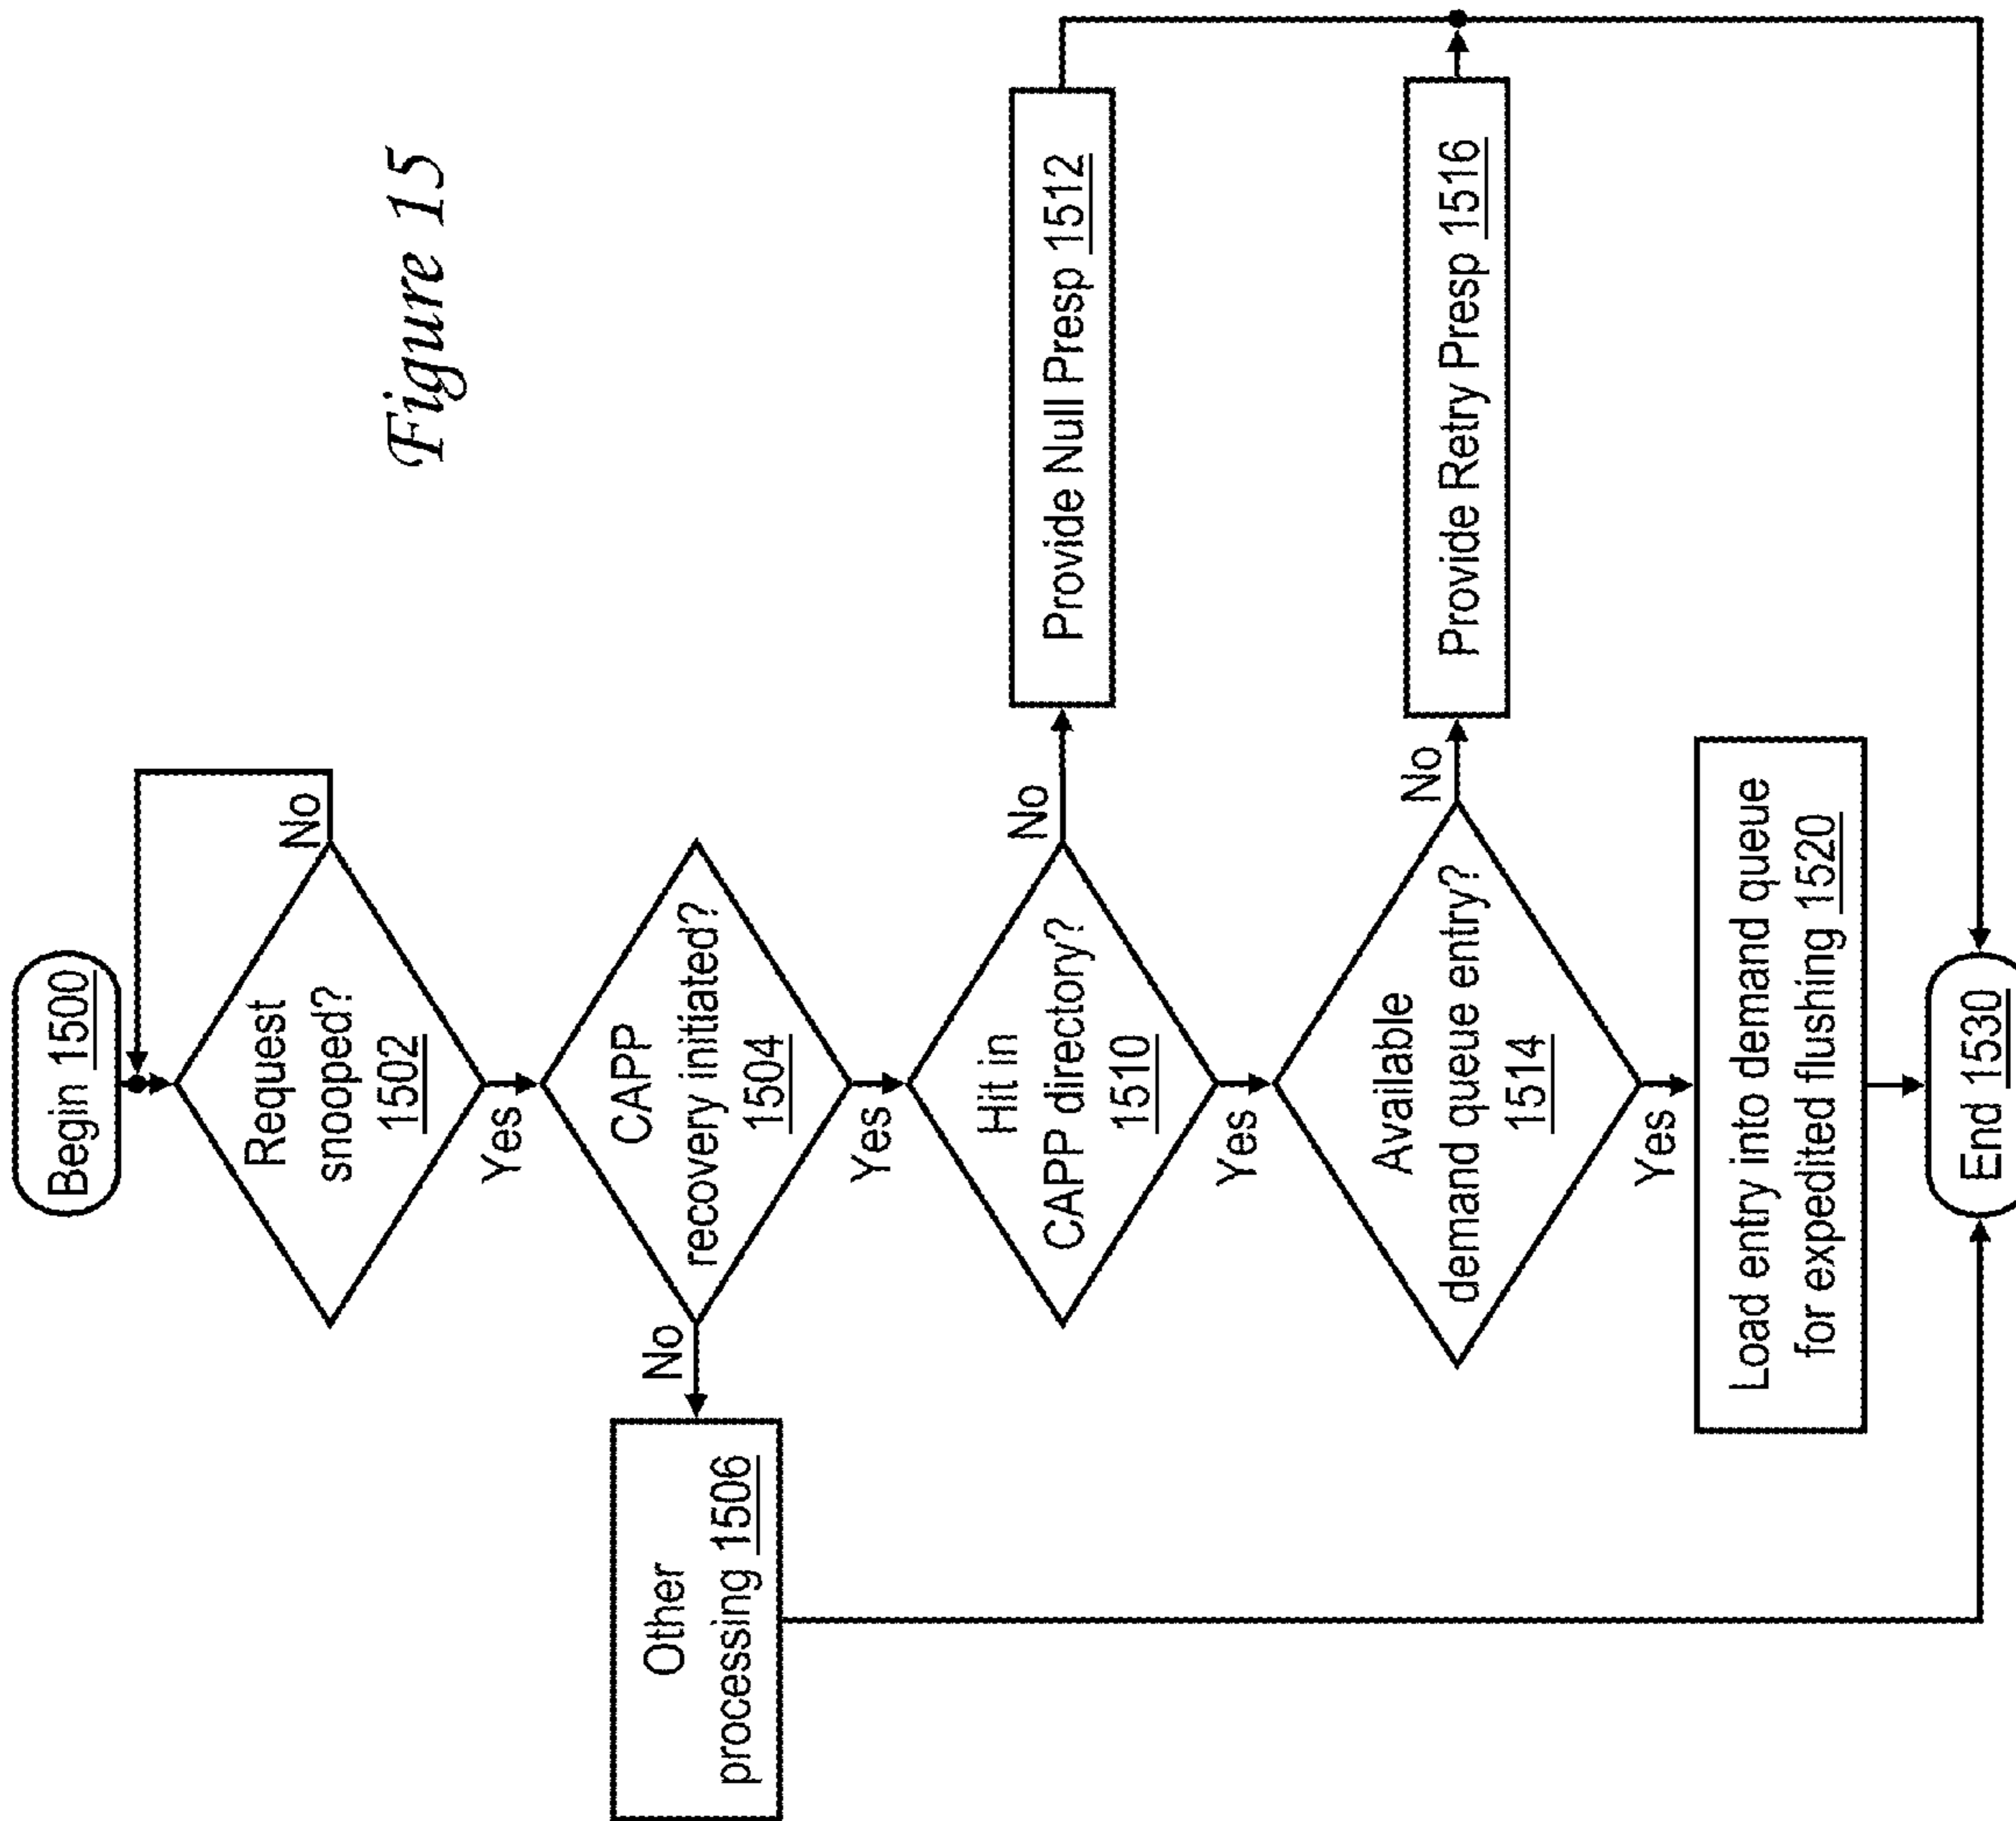 Figure 15
Begin 1500
Request
snooped?
1502
No
Yes
CAPP
recovery initiated?
1504
No
Other
processing 1506
Yes
Hit in
CAPP directory?
1510
No
Provide Null Presp 1512
Yes
Available
demand queue entry?
1514
No
Provide Retry Presp 1516
Yes
Load entry into demand queue
for expedited flushing 1520
End 1530